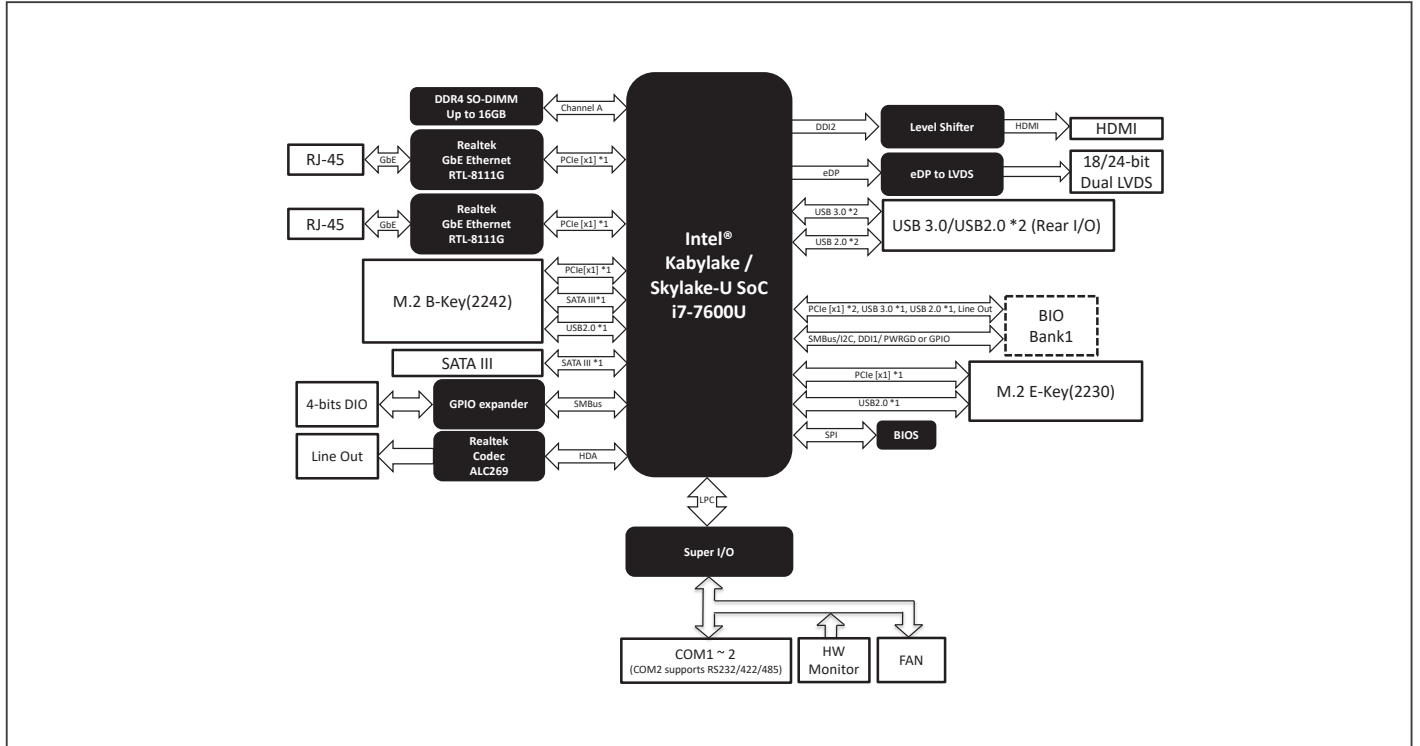 DDR4 SO-DIMM
Up to 16GB
Channel A
RJ-45
GbE
Realtek
GbE Ethernet
RTL-8111G
PCIe [x1] *1
RJ-45
GbE
Realtek
GbE Ethernet
RTL-8111G
PCIe [x1] *1
M.2 B-Key(2242)
PCIe[x1] *1
SATA III*1
USB2.0 *1
SATA III
SATA III *1
4-bits DIO
GPIO expander
SMBus
Line Out
Realtek
Codec
ALC269
HDA
Intel®
Kabylake /
Skylake-U SoC
i7-7600U
DDI2
Level Shifter
HDMI
HDMI
eDP
eDP to LVDS
18/24-bit
Dual LVDS
USB 3.0 *2
USB 2.0 *2
USB 3.0/USB2.0 *2 (Rear I/O)
PCIe [x1] *2, USB 3.0 *1, USB 2.0 *1, Line Out
SMBus/I2C, DDI1/ PWRGD or GPIO
BIO
Bank1
PCIe [x1] *1
USB2.0 *1
M.2 E-Key(2230)
SPI
BIOS
LPC
Super I/O
COM1 ~ 2
(COM2 supports RS232/422/485)
HW
Monitor
FAN